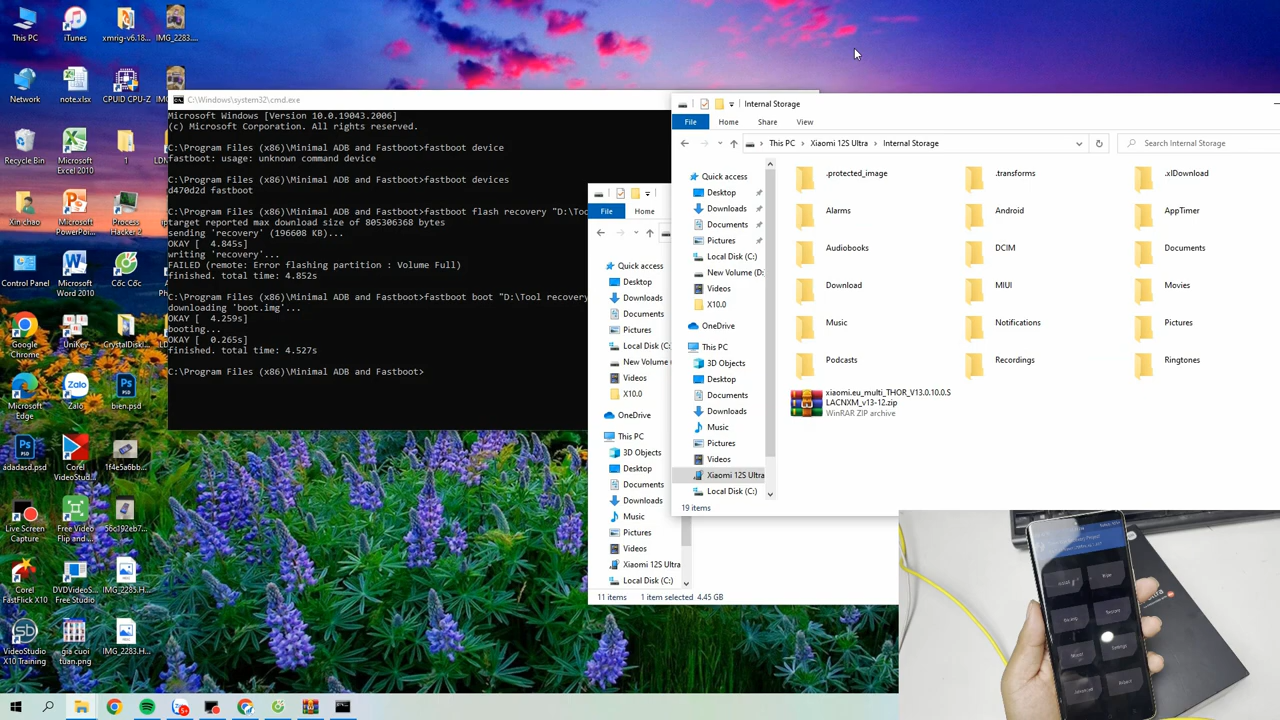 This PC
iTunes
xmrig-v6.18...
IMG_2283....
Network
note.xlsx
CPUID CPU-Z
Recycle Bin
Microsoft
Excel 2010
1
Xindanh
Microsoft
PowerPoi...
Process
Hacker 2
Control Panel
Microsoft
Word 2010
Cốc Cốc
Google
Chrome
UniKey
CrystalDiskI...
Microsoft
Edge
Zalo
bien.psd
adadasd.psd
Corel
VideoStud...
1f4e5a6bb...
Live Screen
Capture
Free Video
Flip and ...
56c192eb7...
Corel
FastFlick X10
DVDVideoS...
Free Studio
IMG_2285.H...
VideoStudio
X10 Training
gia cuoi
tuan.png
IMG_2283.H...
C:\Windows\system32\cmd.exe
Microsoft Windows [Version 10.0.19043.2006]
(c) Microsoft Corporation. All rights reserved.
C:\Program Files (x86)\Minimal ADB and Fastboot>fastboot device
fastboot: usage: unknown command device
C:\Program Files (x86)\Minimal ADB and Fastboot>fastboot devices
d470d2d fastboot
C:\Program Files (x86)\Minimal ADB and Fastboot>fastboot flash recovery "D:\Too
target reported max download size of 805306368 bytes
sending 'recovery' (196608 KB)...
OKAY [  4.845s]
writing 'recovery'...
FAILED (remote: Error flashing partition : Volume Full)
finished. total time: 4.852s
C:\Program Files (x86)\Minimal ADB and Fastboot>fastboot boot "D:\Tool recovery
downloading 'boot.img'...
OKAY [  4.259s]
booting...
OKAY [  0.265s]
finished. total time: 4.527s
C:\Program Files (x86)\Minimal ADB and Fastboot>
File
Home
Quick access
Desktop
Downloads
Documents
Pictures
Local Disk (C:
New Volume (
Videos
X10.0
OneDrive
This PC
3D Objects
Desktop
Documents
Downloads
Music
Pictures
Videos
Xiaomi 12S Ultra
Local Disk (C:)
11 items
1 item selected  4.45 GB
Internal Storage
File
Home
Share
View
This PC > Xiaomi 12S Ultra > Internal Storage
Search Internal Storage
Quick access
Desktop
Downloads
Documents
Pictures
Local Disk (C:)
New Volume (D:
Videos
X10.0
OneDrive
This PC
3D Objects
Desktop
Documents
Downloads
Music
Pictures
Videos
Xiaomi 12S Ultra
Local Disk (C:)
.protected_image
.transforms
.xlDownload
Alarms
Android
AppTimer
Audiobooks
DCIM
Documents
Download
MIUI
Movies
Music
Notifications
Pictures
Podcasts
Recordings
Ringtones
xiaomi.eu_multi_THOR_V13.0.10.0.S
LACNXM_v13-12.zip
WinRAR ZIP archive
19 items
Wipe
Mount
Settings
Advanced